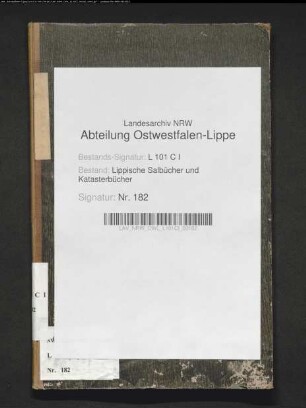 Landesarchiv NRW
Abteilung Ostwestfalen-Lippe
Bestands-Signatur: L 101 C I
Bestand: Lippische Salbücher und
Katasterbücher
Signatur: Nr. 182
C I
L
Nr. 182